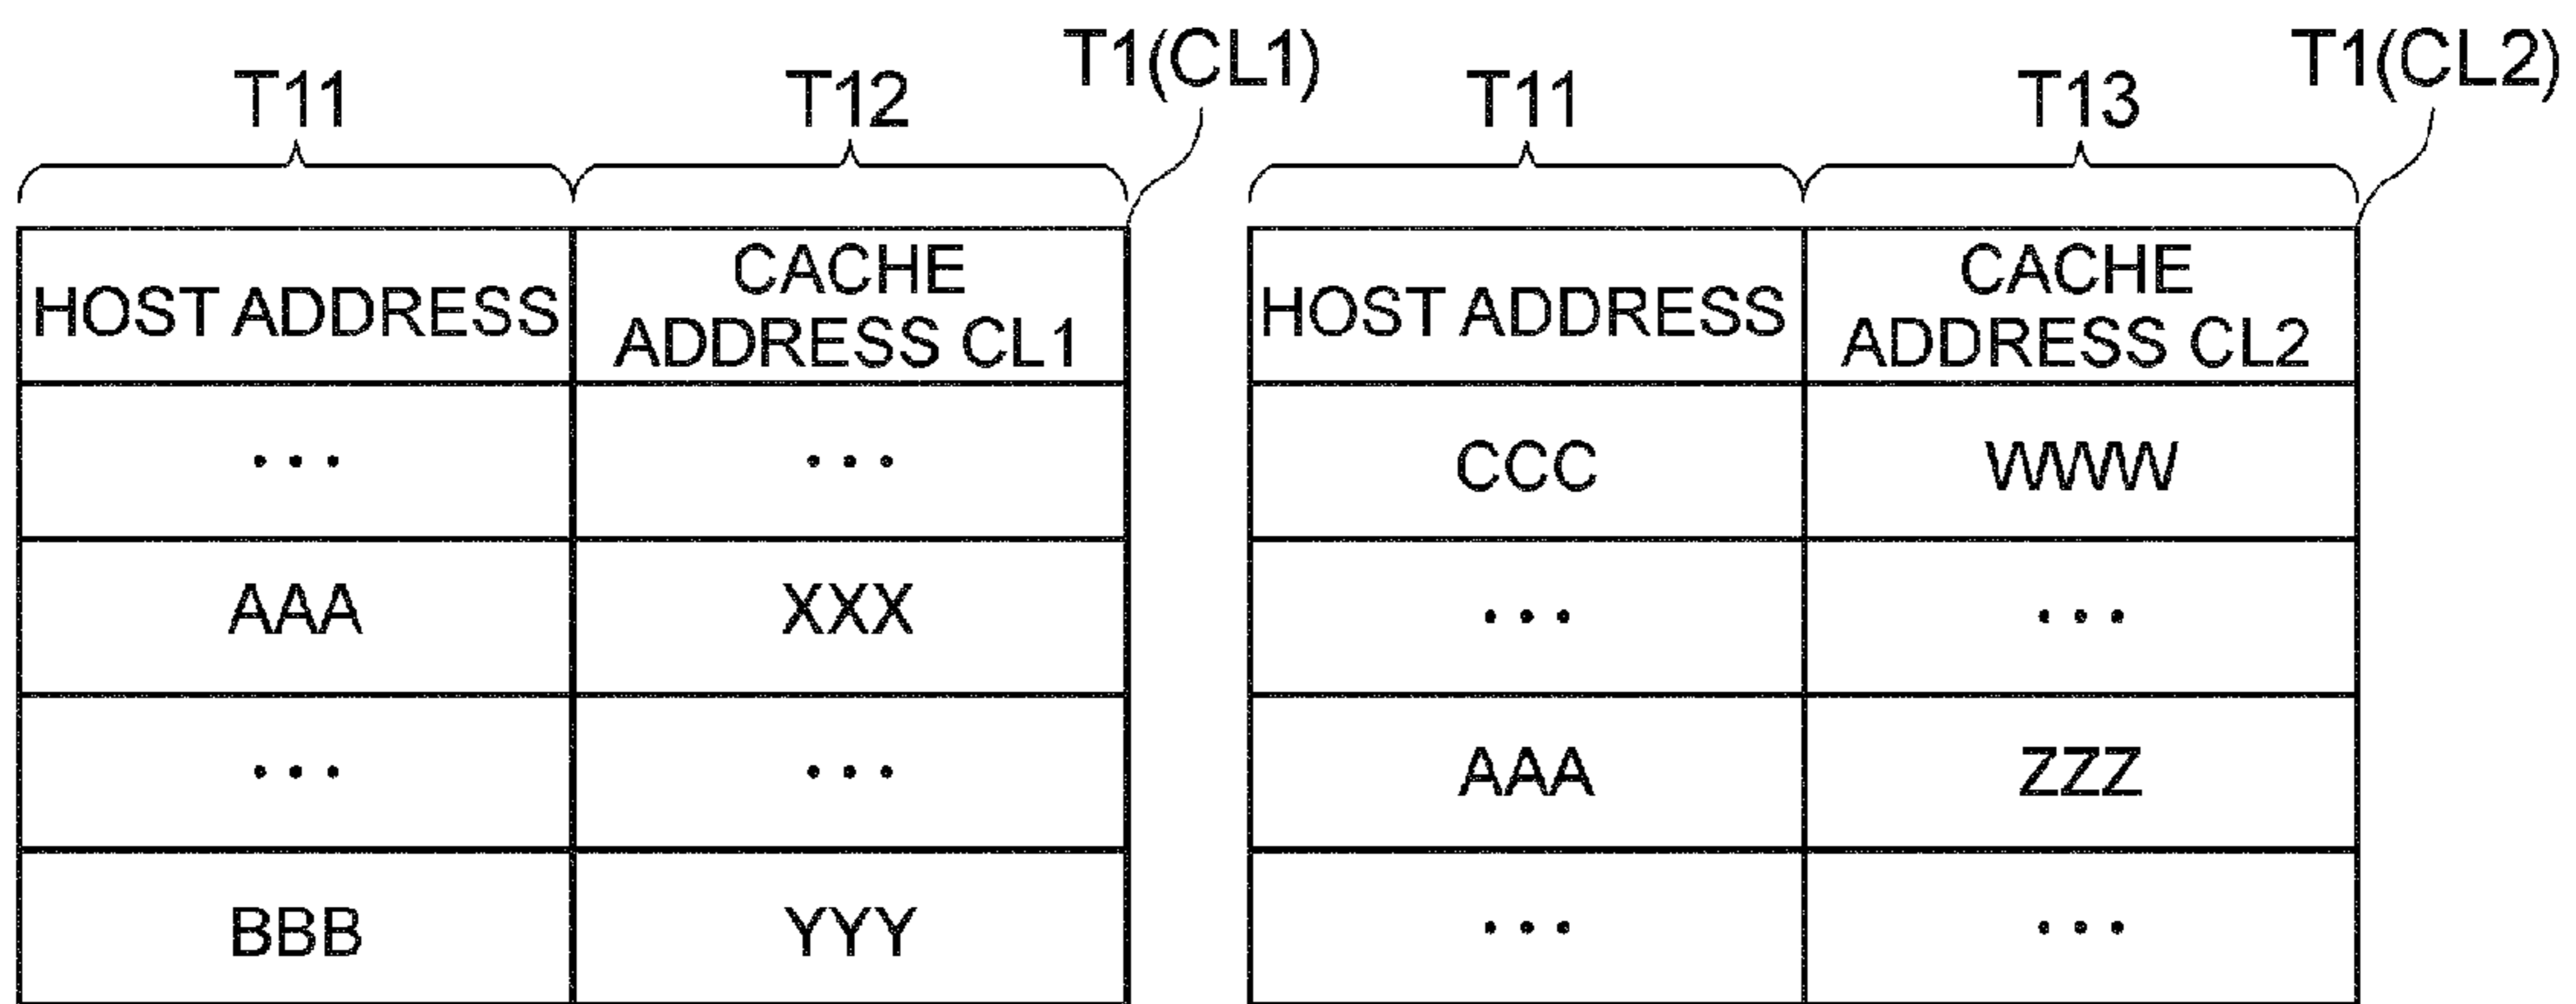 T11 T12 T1(CL1) T11 T13 T1(CL2)
HOST ADDRESS
CACHE
ADDRESS CL1
... ...
AAA XXX
... ...
BBB YYY
HOST ADDRESS
CACHE
ADDRESS CL2
CCC WWW
... ...
AAA ZZZ
... ...